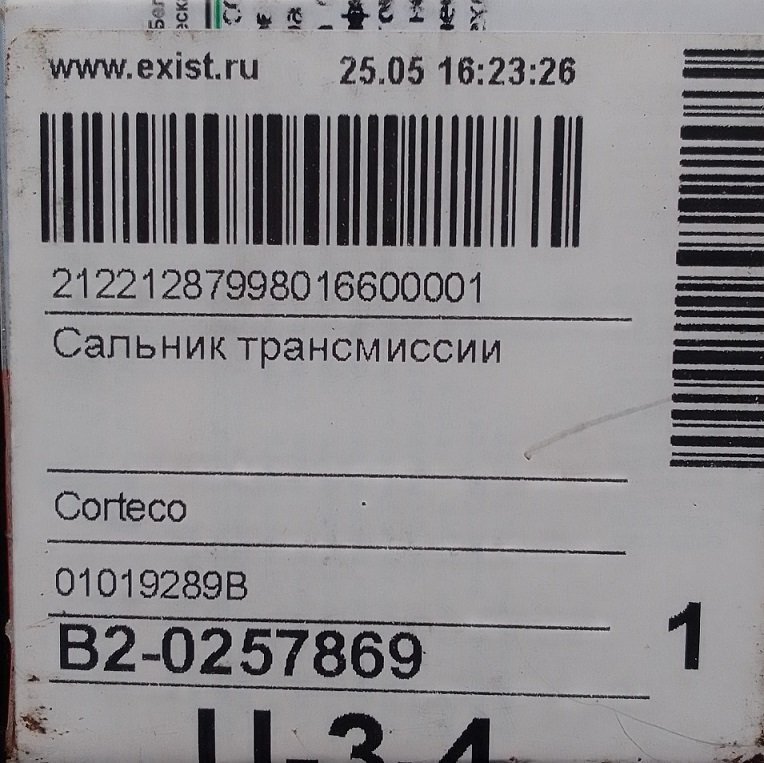 www.exist.ru 25.05 16:23:26
21221287998016600001
Сальник трансмиссии
Corteco
01019289B
B2-0257869
1